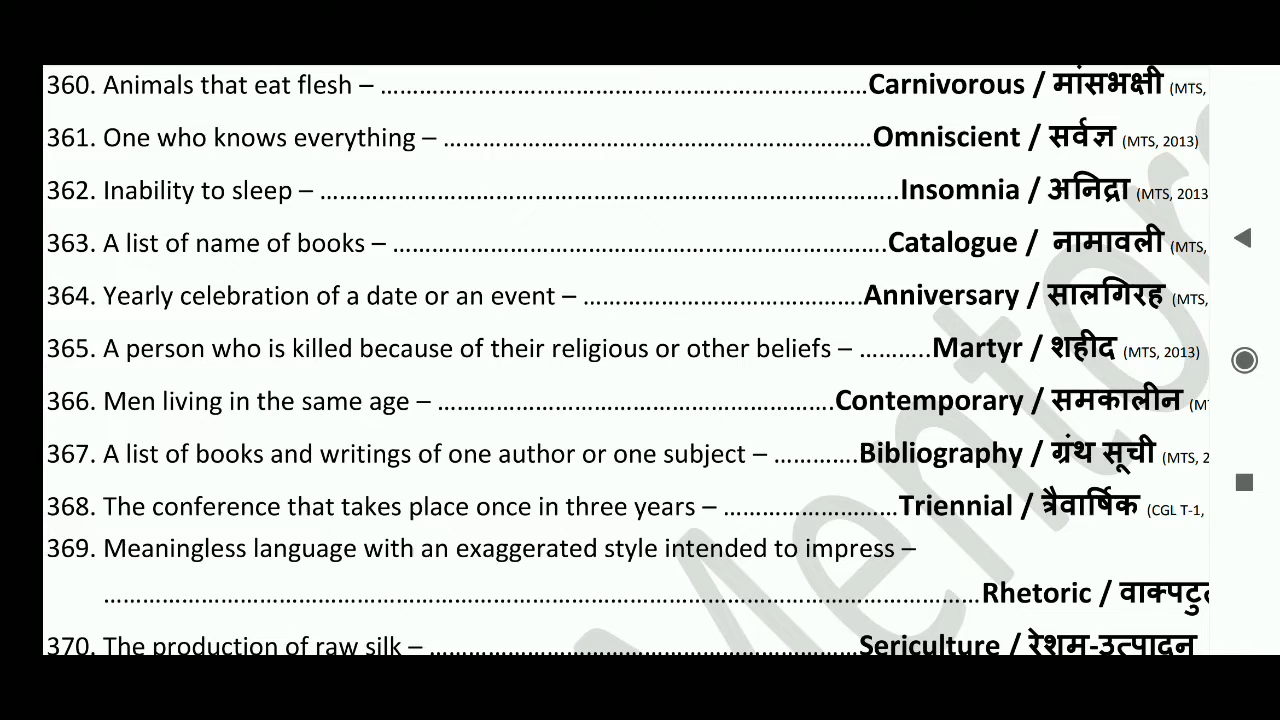 360. Animals that eat flesh – ……………………………………………………………………Carnivorous / मांसभक्षी (MTS,
361. One who knows everything – ……………………………………………………………Omniscient / सर्वज्ञ (MTS, 2013)
362. Inability to sleep – ………………………………………………………………………………..Insomnia / अनिद्रा (MTS, 2013
363. A list of name of books – ……………………………………………………………………..Catalogue / नामावली (MTS,
364. Yearly celebration of a date or an event – ………………………………………Anniversary / सालगिरह (MTS,
365. A person who is killed because of their religious or other beliefs – ………..Martyr / शहीद (MTS, 2013)
366. Men living in the same age – ……………………………………………………….Contemporary / समकालीन (M
367. A list of books and writings of one author or one subject – ………….Bibliography / ग्रंथ सूची (MTS, 2
368. The conference that takes place once in three years – ……………………….Triennial / त्रैवार्षिक (CGL T-1,
369. Meaningless language with an exaggerated style intended to impress –
……………………………………………………………………………………………………………………………Rhetoric /
370. The production of raw silk – ……………………………………………………………Sericulture / रेशम-उत्पादन
Mentor